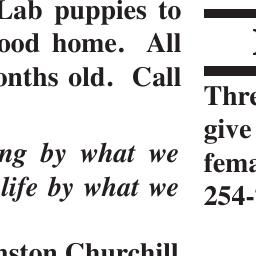 Lab puppies to
ood home. All
onths old. Call
ng by what we
life by what we
nston Churchill
Thre
give
fema
254-